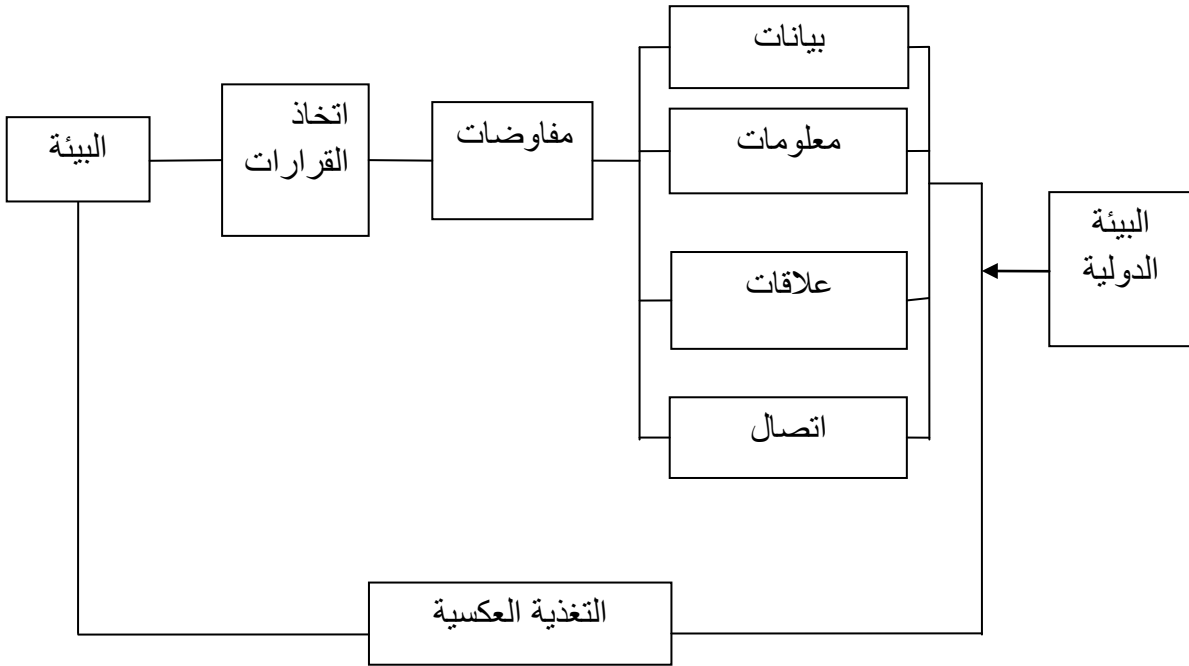 البيئة
الدولية
بيانات
معلومات
علاقات
اتصال
مفاوضات
اتخاذ
القرارات
البيئة
التغذية العكسية